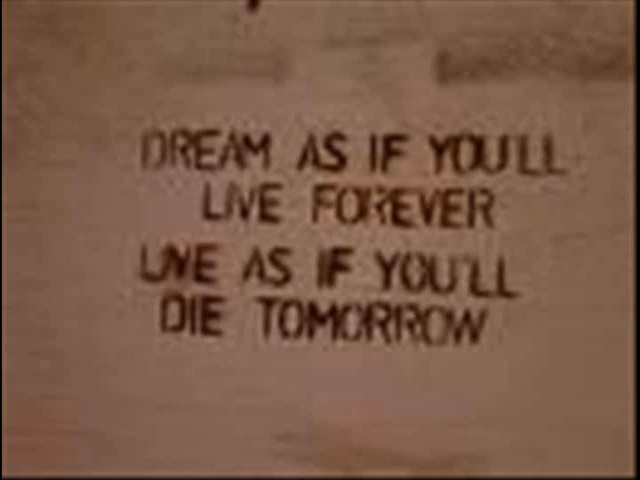 DREAM AS IF YOU'LL
LIVE FOREVER
LIVE AS IF YOU'LL
DIE TOMORROW